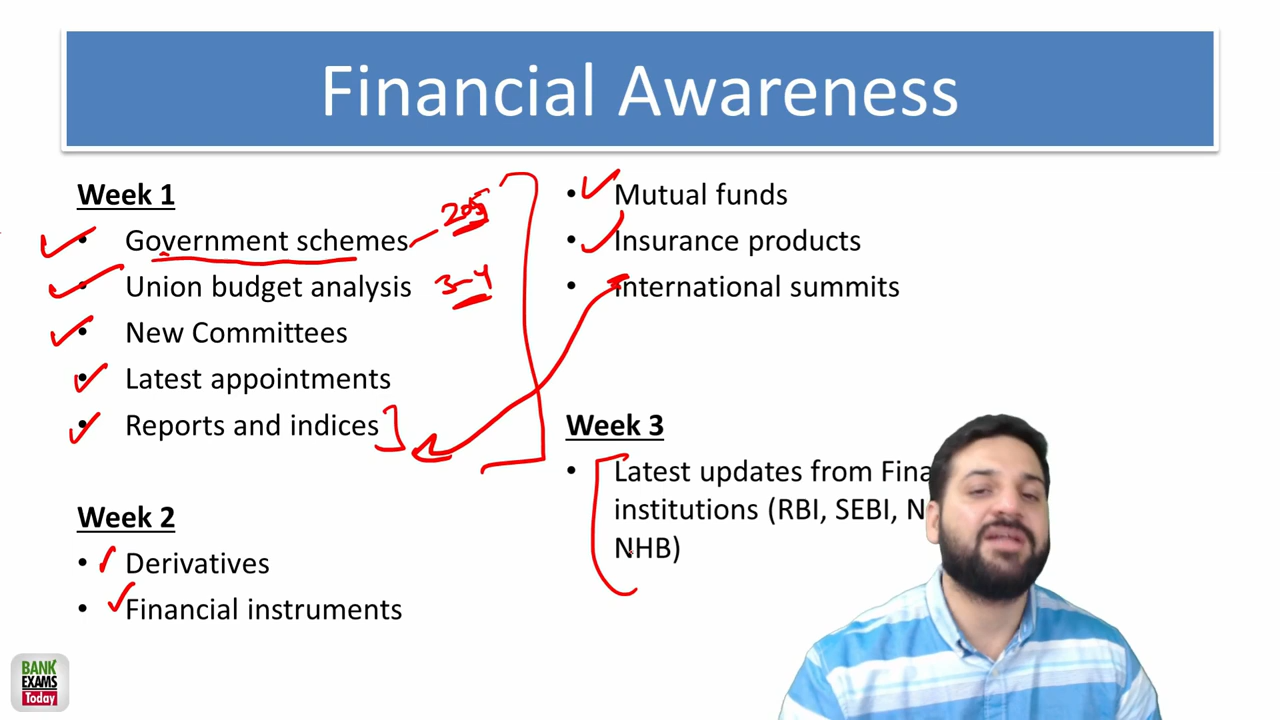 Financial Awareness
Week 1
• Government schemes
• Union budget analysis
3-4
• New Committees
• Latest appointments
• Reports and indices
Week 2
• Derivatives
• Financial instruments
• Mutual funds
• Insurance products
• International summits
Week 3
• Latest updates from Fina
institutions (RBI, SEBI, N
NHB)
BANK
EXAMS
Today